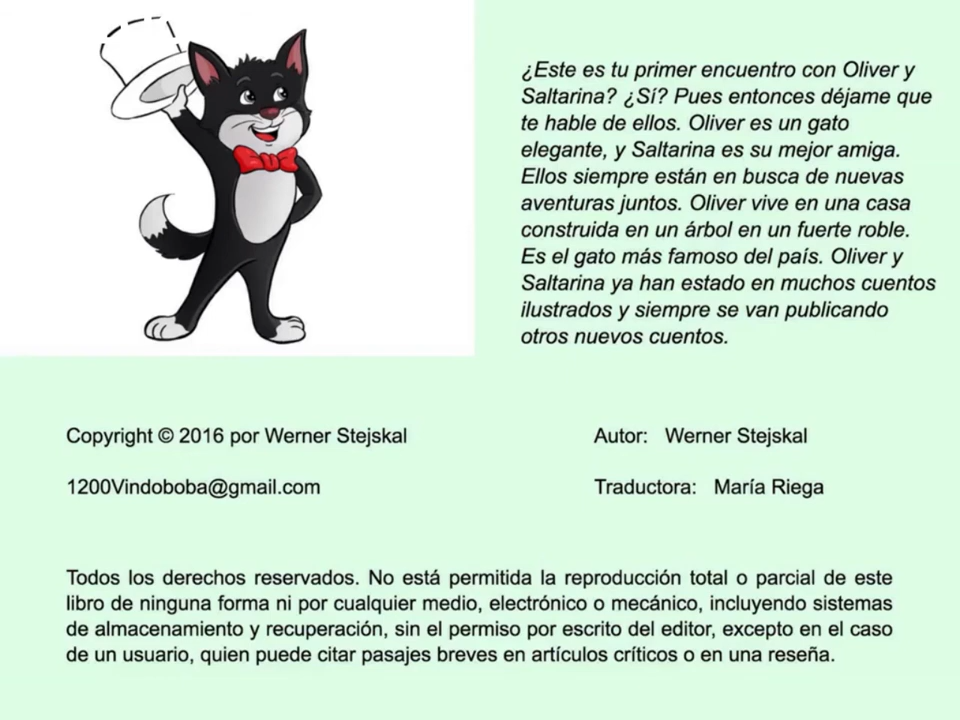 ¿Este es tu primer encuentro con Oliver y
Saltarina? ¿Sí? Pues entonces déjame que
te hable de ellos. Oliver es un gato
elegante, y Saltarina es su mejor amiga.
Ellos siempre están en busca de nuevas
aventuras juntos. Oliver vive en una casa
construida en un árbol en un fuerte roble.
Es el gato más famoso del país. Oliver y
Saltarina ya han estado en muchos cuentos
ilustrados y siempre se van publicando
otros nuevos cuentos.
Copyright © 2016 por Werner Stejskal
Autor: Werner Stejskal
1200Vindoboba@gmail.com
Traductora: María Riega
Todos los derechos reservados. No está permitida la reproducción total o parcial de este
libro de ninguna forma ni por cualquier medio, electrónico o mecánico, incluyendo sistemas
de almacenamiento y recuperación, sin el permiso por escrito del editor, excepto en el caso
de un usuario, quien puede citar pasajes breves en artículos críticos o en una reseña.